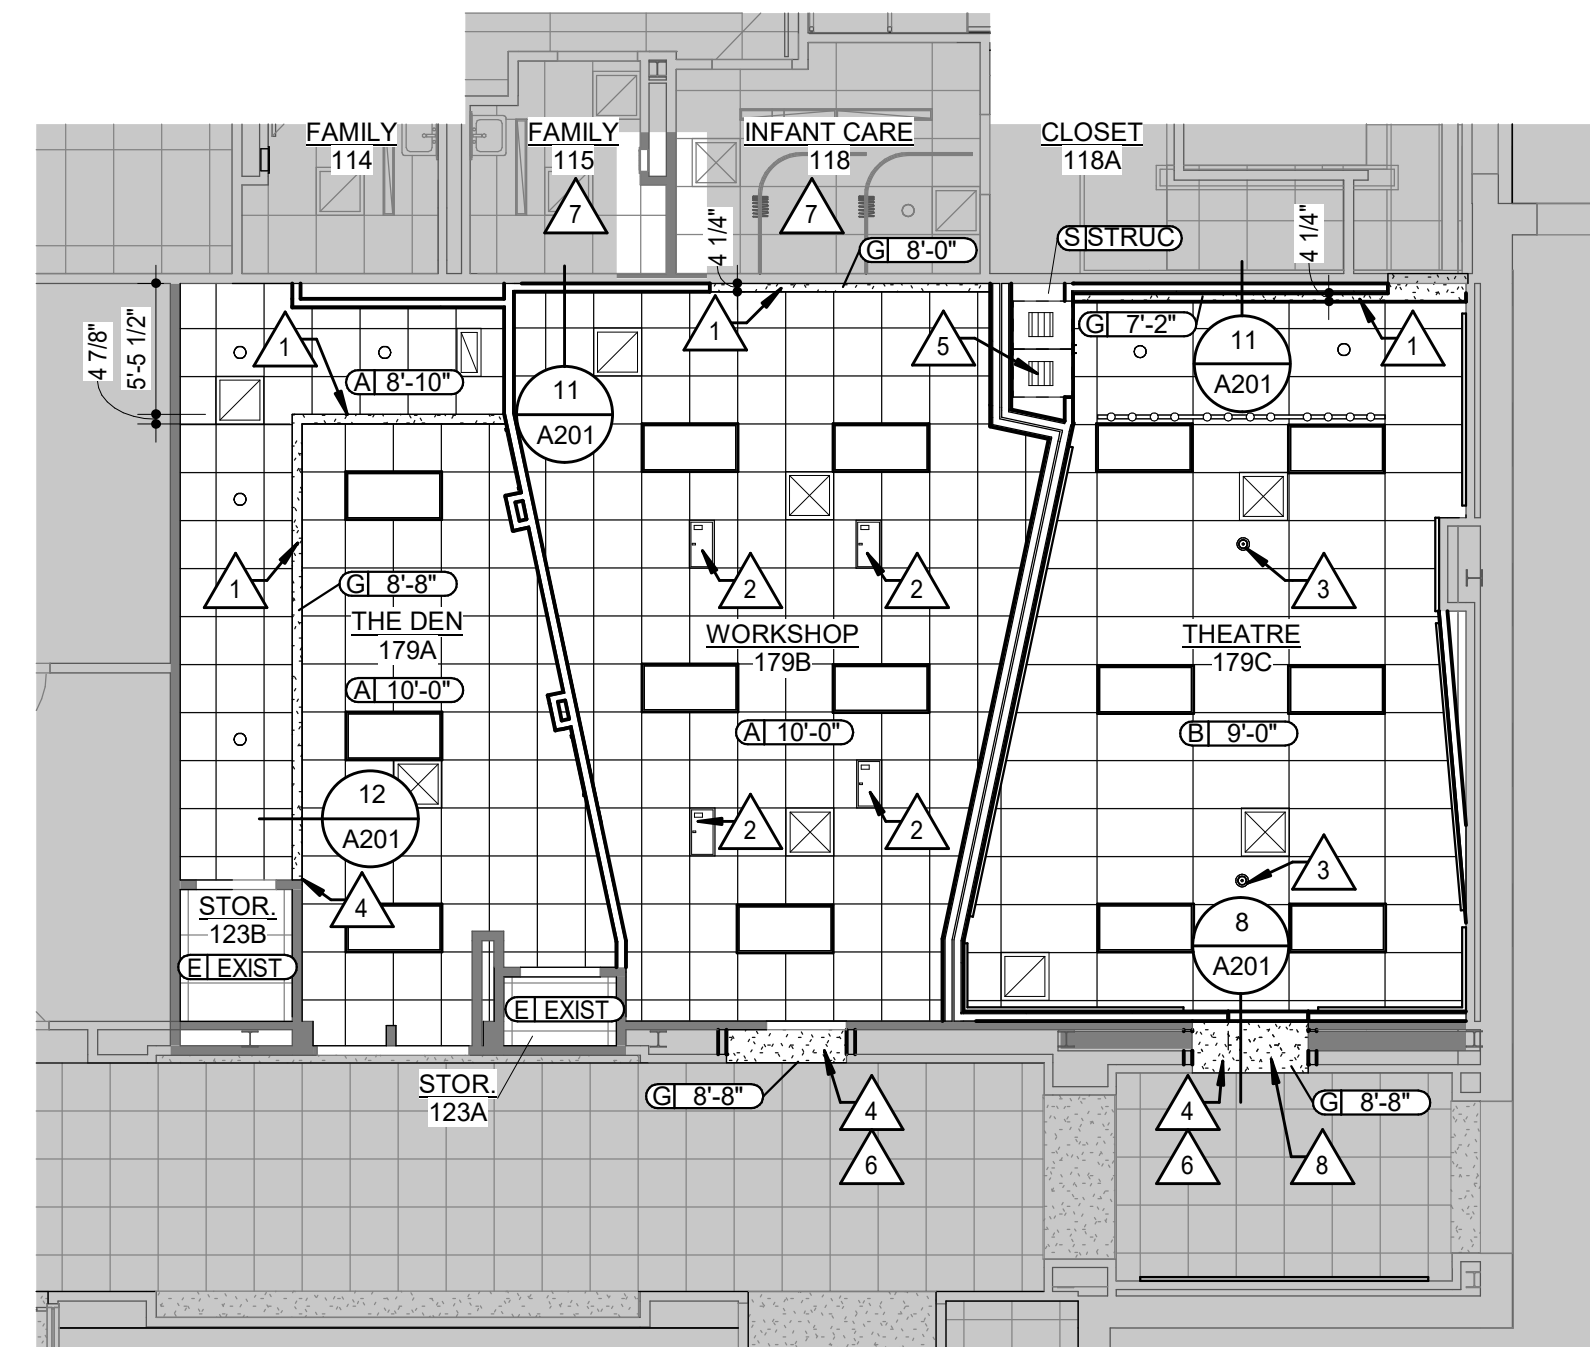 FAMILY
114
FAMILY
115
7
INFANT CARE
118
7
CLOSET
118A
4 1/4"
G 8'-0"
S STRUC
4 1/4"
4 7/8"
5'-5 1/2"
1
A 8'-10"
11
A201
1
5
G 7'-2"
11
A201
1
1
G 8'-8"
THE DEN
179A
A 10'-0"
2
2
WORKSHOP
179B
A 10'-0"
3
THEATRE
179C
B 9'-0"
12
A201
2
2
3
4
STOR.
123B
E EXIST
E EXIST
8
A201
STOR.
123A
G 8'-8"
4
6
4
6
8
G 8'-8"